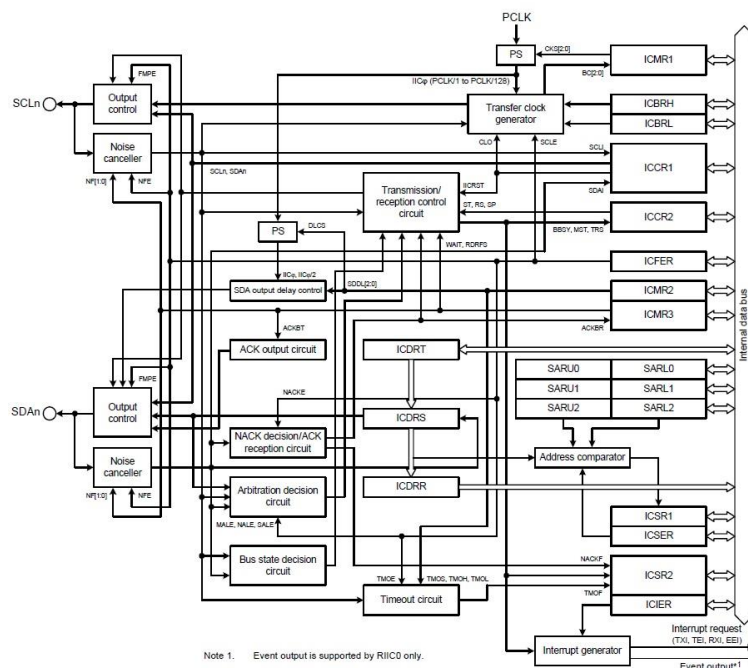 PCLK
PS
CKS[2:0]
ICMR1
IICφ (PCLK/1 to PCLK/128)
BC[2:0]
FMPE
SCLn
Output control
Transfer clock generator
ICBRH
ICBRL
Noise canceller
CLO
SCLE
SCLI
ICCR1
NF[1:0]
NFE
SCLn, SDAn
IICRST
SDAI
Transmission/ reception control circuit
ST, RS, SP
ICCR2
BBSY, MST, TRS
PS
DLCS
WAIT, RDRFS
ICFER
IICφ, IICφ/2
SDA output delay control
SDDL[2:0]
ICMR2
ICMR3
ACKBT
ACKBR
ACK output circuit
ICDRT
Internal data bus
FMPE
SARU0
SARL0
SARU1
SARL1
SARU2
SARL2
SDAn
Output control
NACKE
ICDRS
NACK decision/ACK reception circuit
Noise canceller
Address comparator
NF[1:0]
NFE
Arbitration decision circuit
ICDRR
MALE, NALE, SALE
ICSR1
ICSER
Bus state decision circuit
NACKF
ICSR2
TMOE
TMOS, TMOH, TMOL
TMOF
Timeout circuit
ICIER
Interrupt request
(TXI, TEI, RXI, EEI)
Note 1. Event output is supported by RIIC0 only.
Interrupt generator
Event output*1